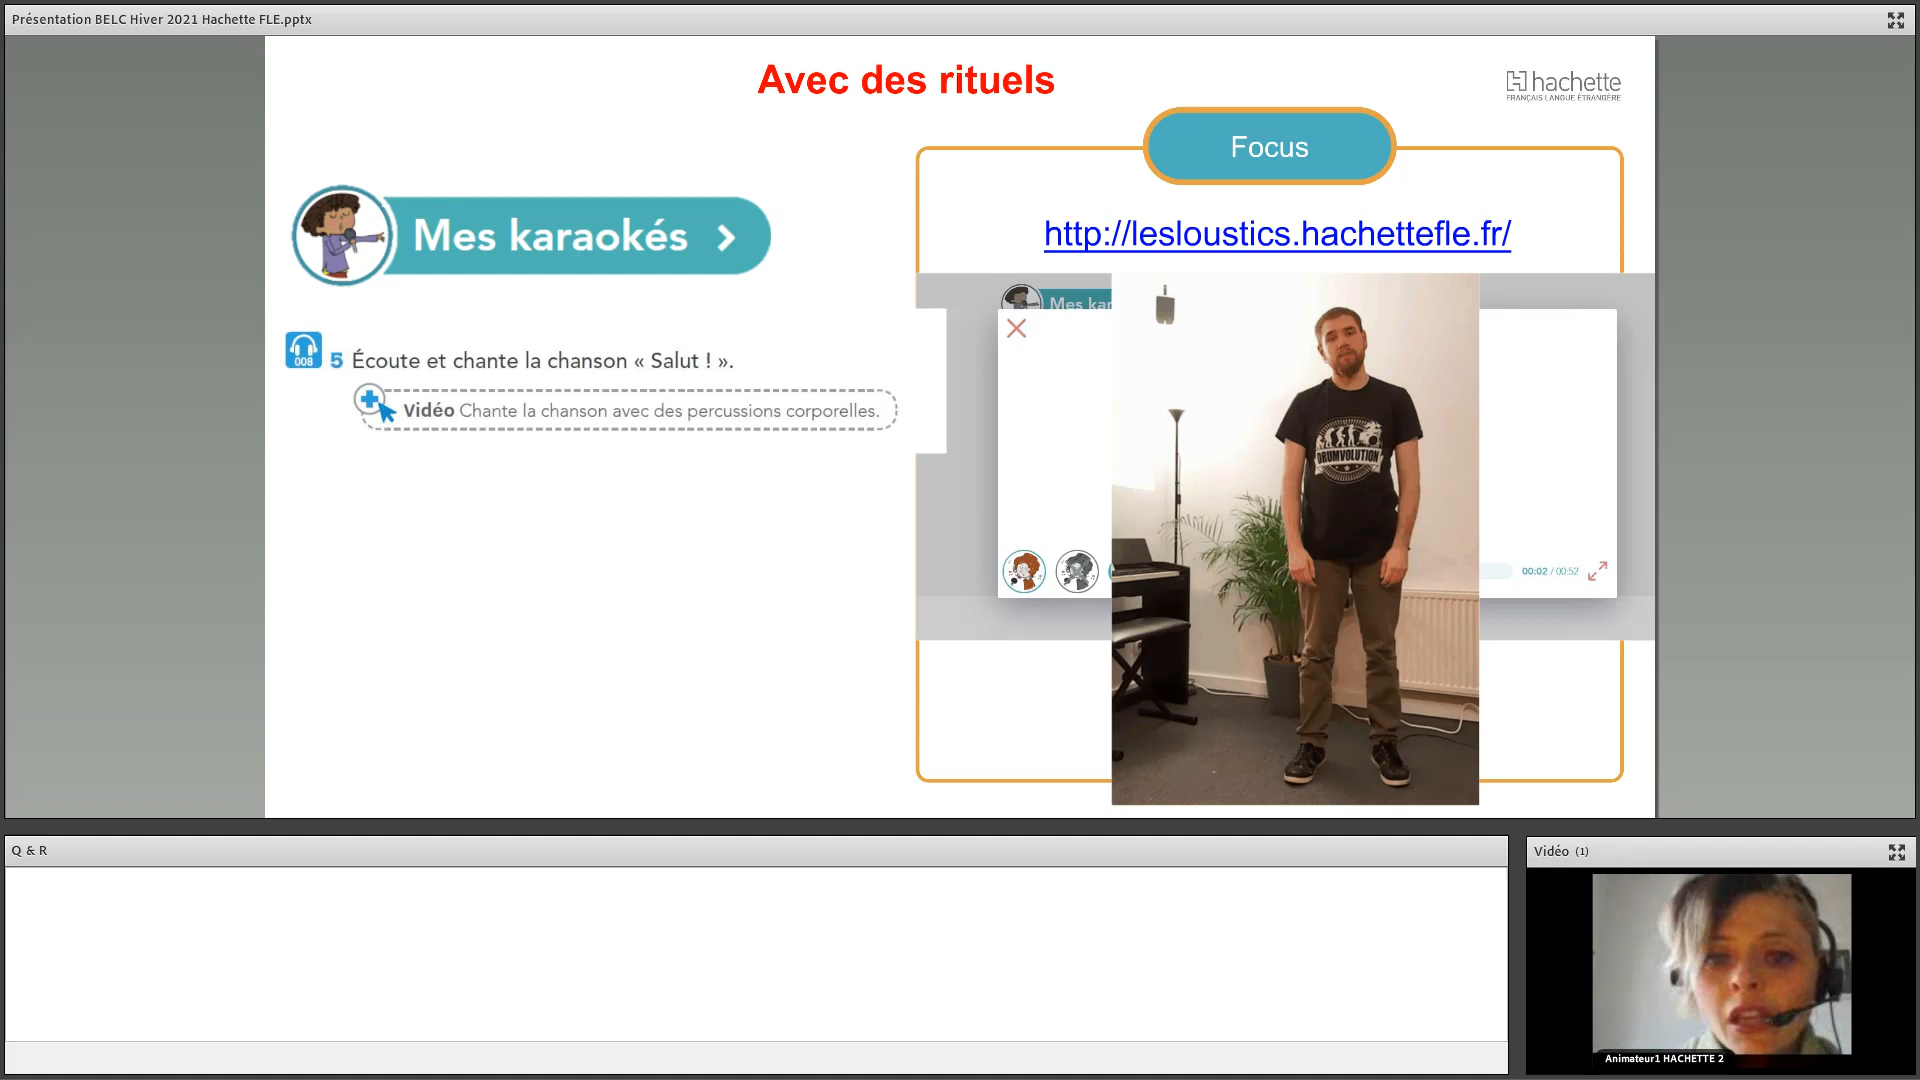 Présentation BELC Hiver 2021 Hachette FLE.pptx
Avec des rituels
hachette
FRANÇAIS LANGUE ÉTRANGÈRE
Focus
Mes karaokés
http://lesloustics.hachettefle.fr/
Mes kar
008
5 Écoute et chante la chanson « Salut ! ».
Vidéo Chante la chanson avec des percussions corporelles.
DRUMVOLUTION
00:02 / 00:52
Q & R
Vidéo (1)
Animateur1 HACHETTE 2